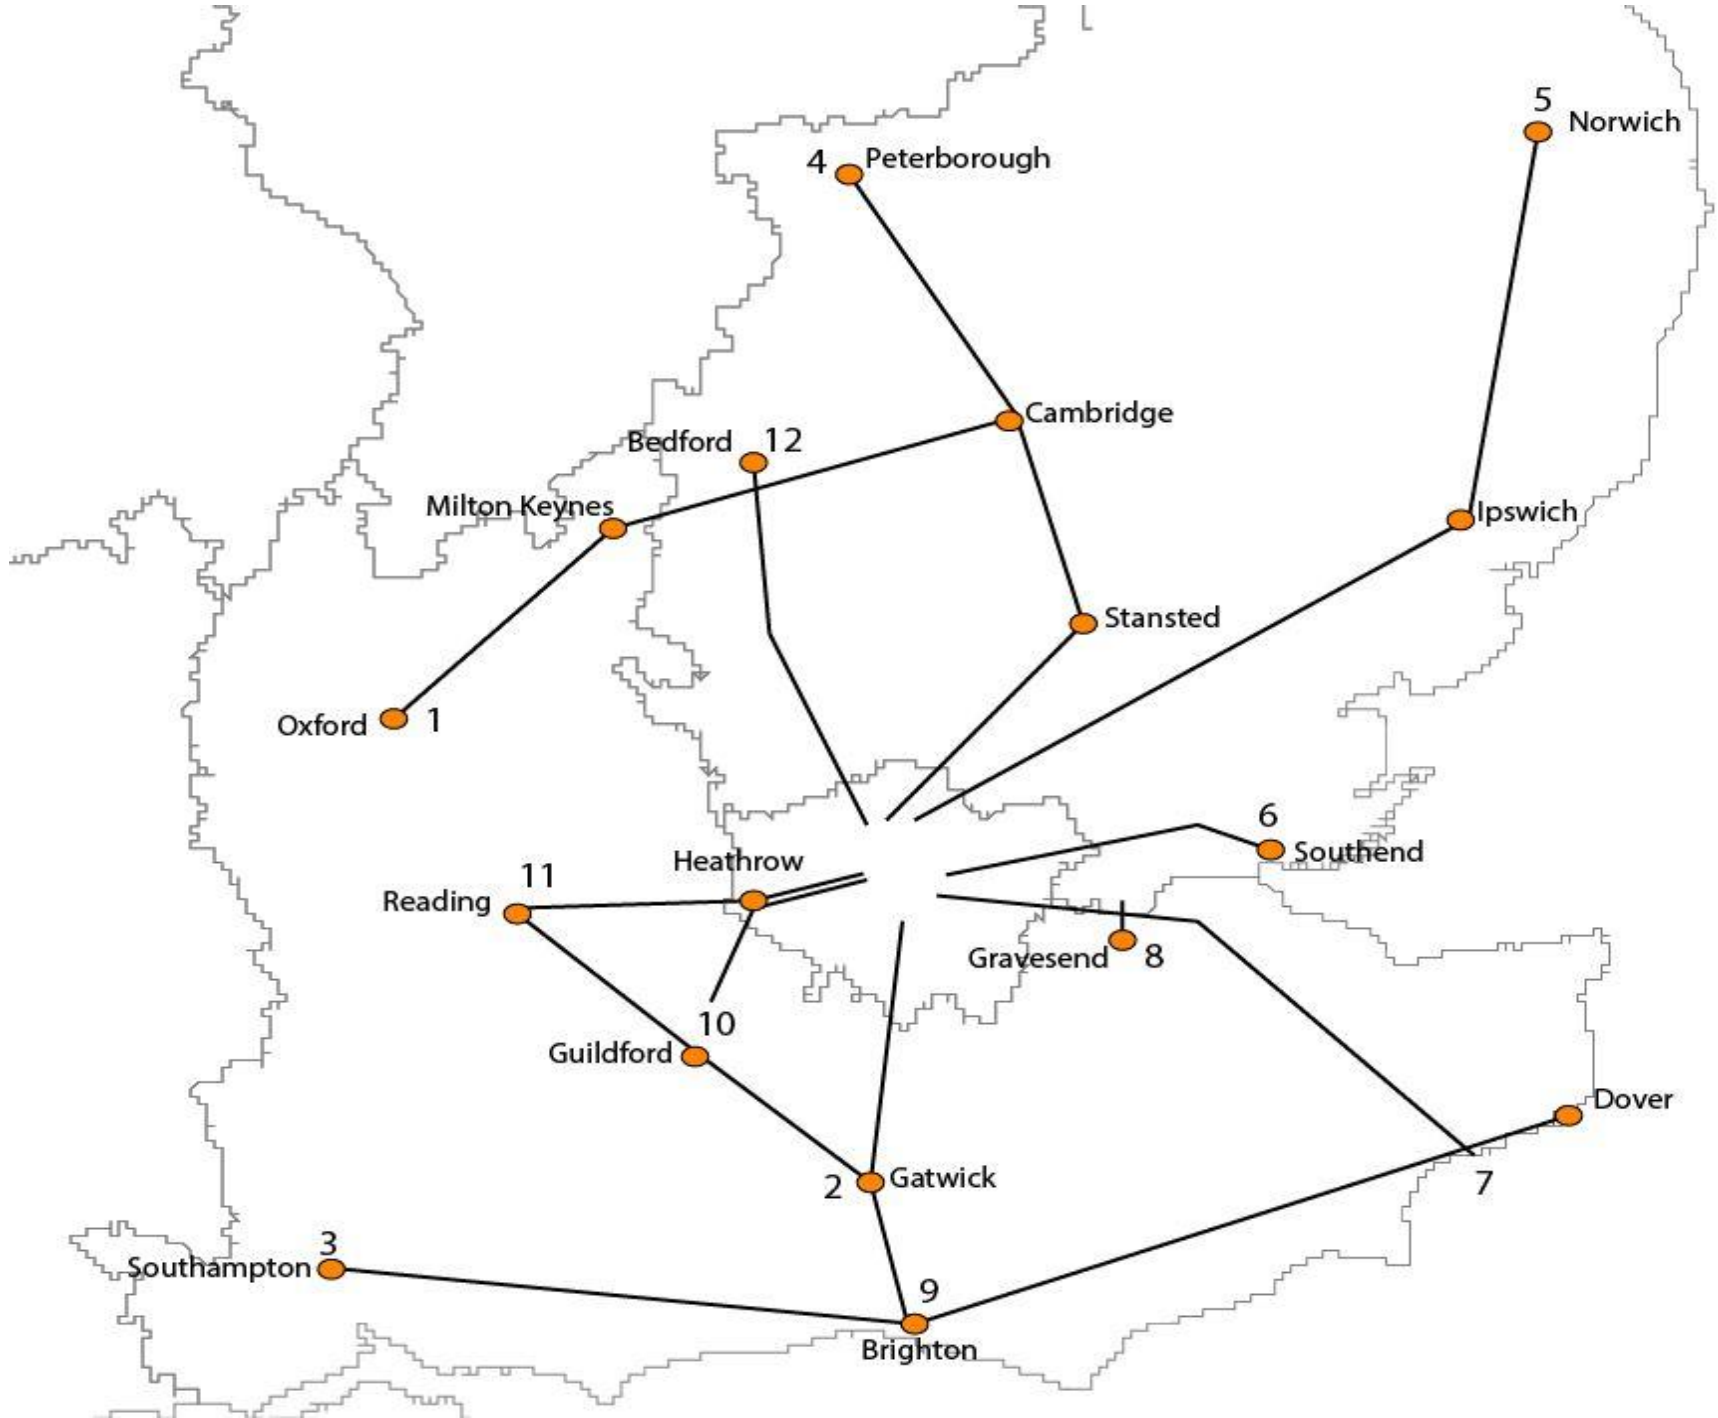 5
Norwich
4
Peterborough
Cambridge
Bedford
12
Milton Keynes
Ipswich
Stansted
Oxford
1
6
Southend
Heathrow
11
Reading
Gravesend
8
10
Guildford
Dover
2
Gatwick
7
3
Southampton
9
Brighton